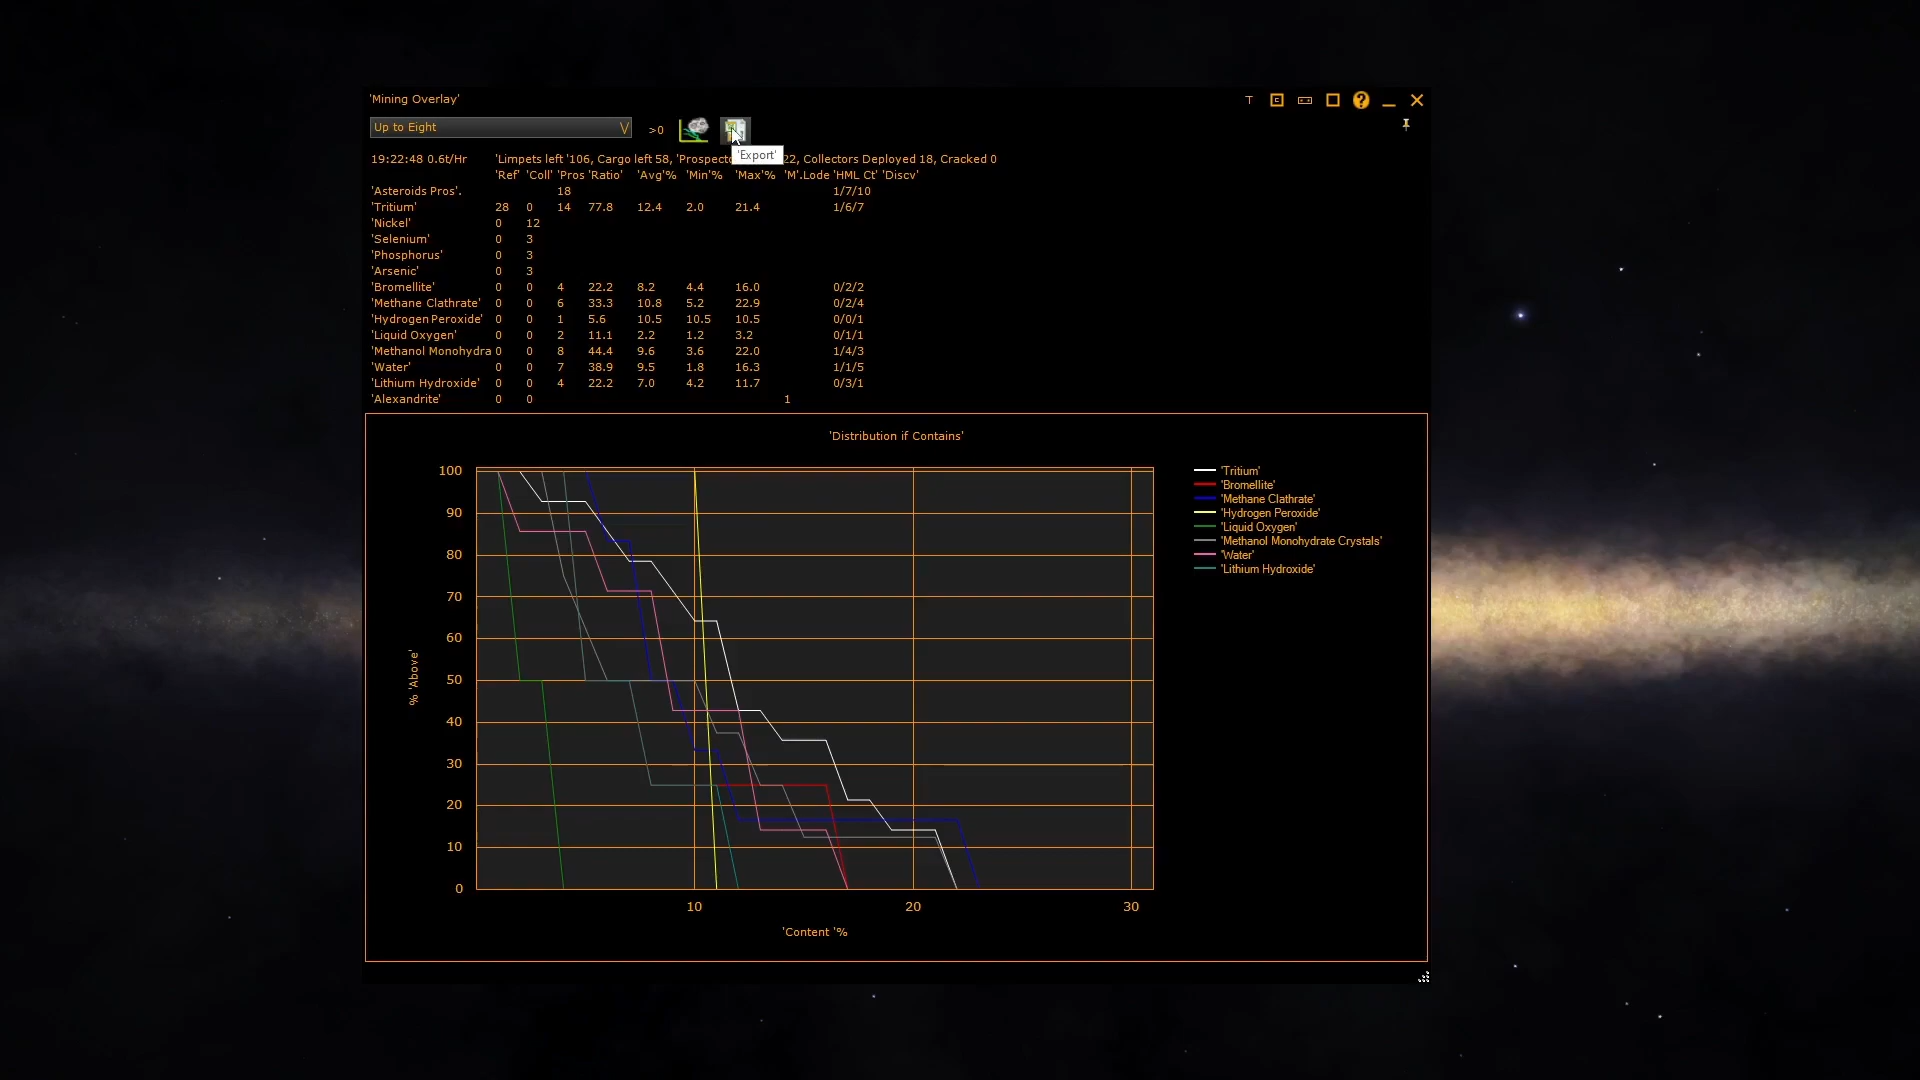 'Mining Overlay'
T
Up to Eight
>0
'Export'
19:22:48 0.6t/Hr 'Limpets left '106, Cargo left 58, 22, Collectors Deployed 18, Cracked 0
'Ref' 'Coll' 'Pros 'Ratio' 'Avg'% 'Min'% 'Max'% 'M'.Lode 'HML Ct' 'Discv'
'Asteroids Pros'. 18 1/7/10
'Tritium' 28 0 14 77.8 12.4 2.0 21.4 1/6/7
'Nickel' 0 12
'Selenium' 0 3
'Phosphorus' 0 3
'Arsenic' 0 3
'Bromellite' 0 0 4 22.2 8.2 4.4 16.0 0/2/2
'Methane Clathrate' 0 0 6 33.3 10.8 5.2 22.9 0/2/4
'Hydrogen Peroxide' 0 0 1 5.6 10.5 10.5 10.5 0/0/1
'Liquid Oxygen' 0 0 2 11.1 2.2 1.2 3.2 0/1/1
'Methanol Monohydra 0 0 8 44.4 9.6 3.6 22.0 1/4/3
'Water' 0 0 7 38.9 9.5 1.8 16.3 1/1/5
'Lithium Hydroxide' 0 0 4 22.2 7.0 4.2 11.7 0/3/1
'Alexandrite' 0 0 1
'Distribution if Contains'
100
90
80
70
60
50
40
30
20
10
0
% 'Above'
10 20 30
'Content '%
'Tritium'
'Bromellite'
'Methane Clathrate'
'Hydrogen Peroxide'
'Liquid Oxygen'
'Methanol Monohydrate Crystals'
'Water'
'Lithium Hydroxide'